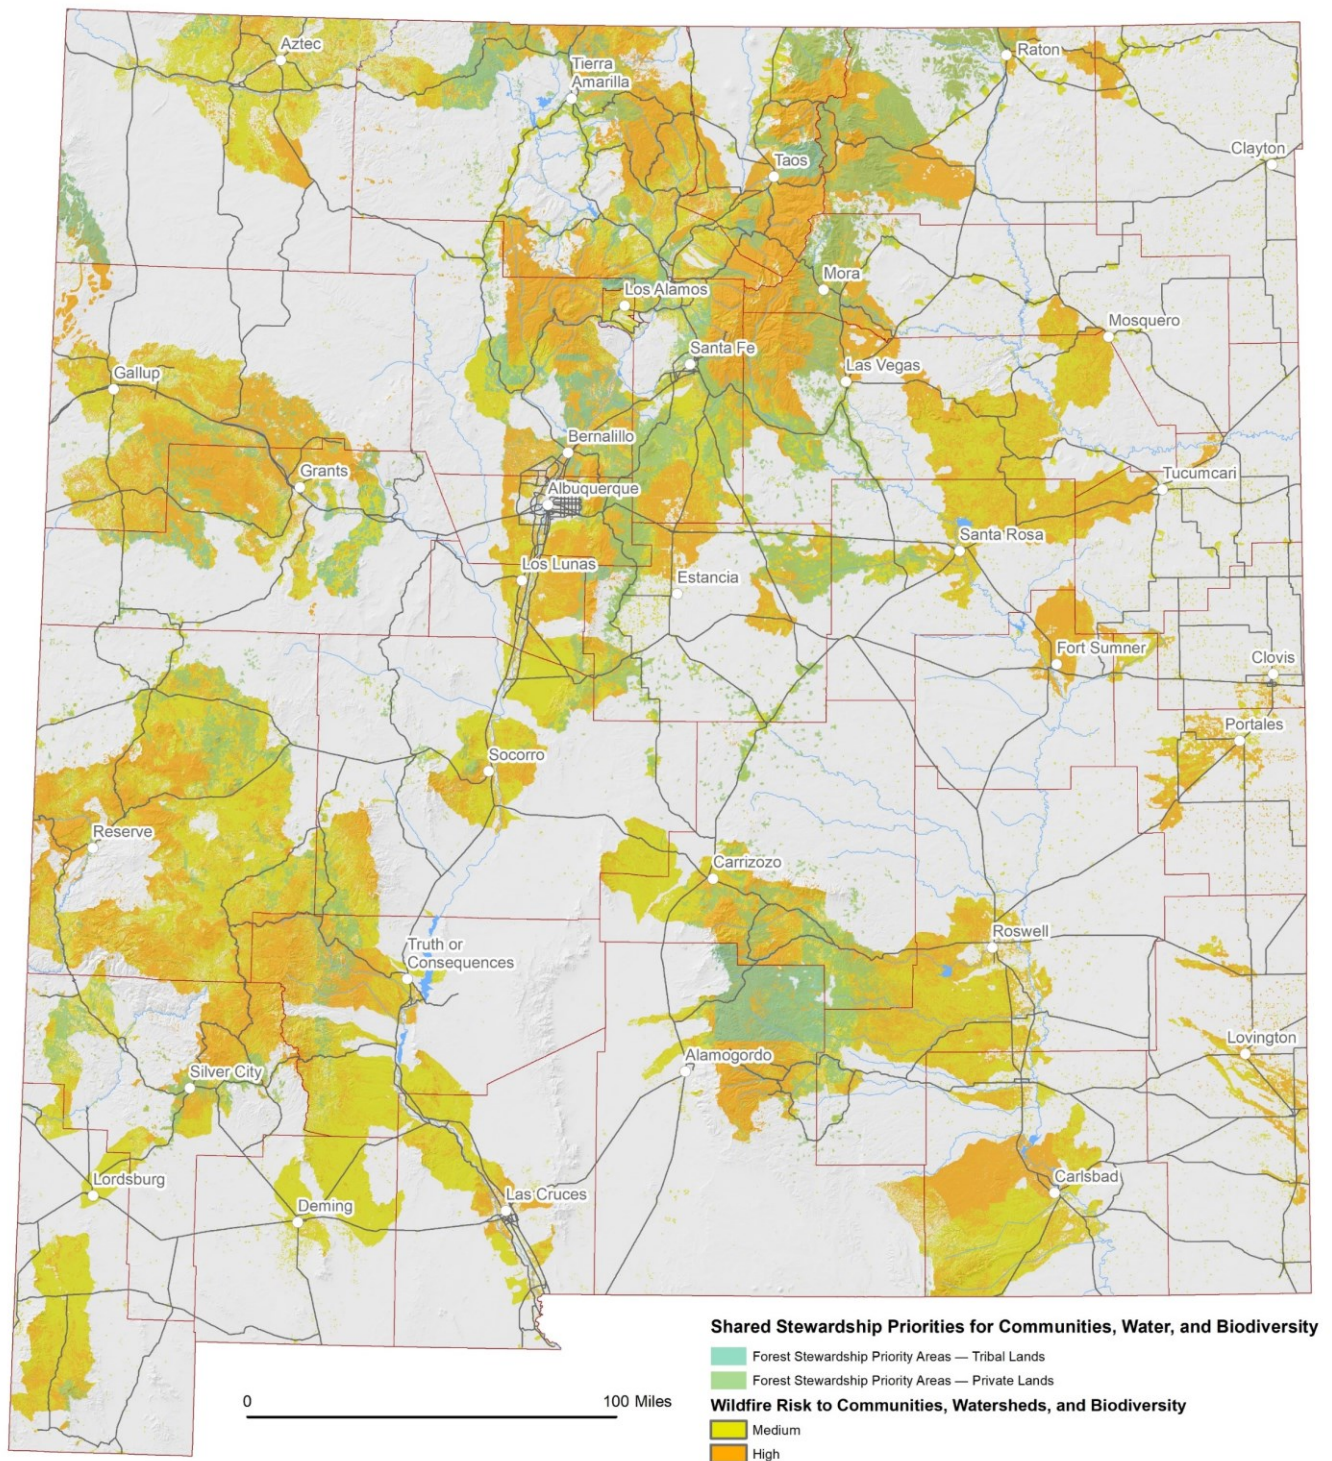 Aztec
Tierra
Amarilla
Raton
Clayton
Taos
Mora
Los Alamos
Mosquero
Santa Fe
Las Vegas
Gallup
Bernalillo
Grants
Albuquerque
Tucumcari
Santa Rosa
Los Lunas
Estancia
Fort Sumner
Clovis
Portales
Socorro
Reserve
Carrizozo
Roswell
Truth or
Consequences
Lovington
Alamogordo
Silver City
Lordsburg
Carlsbad
Las Cruces
Deming
Shared Stewardship Priorities for Communities, Water, and Biodiversity
Forest Stewardship Priority Areas — Tribal Lands
Forest Stewardship Priority Areas — Private Lands
0 100 Miles
Wildfire Risk to Communities, Watersheds, and Biodiversity
Medium
High